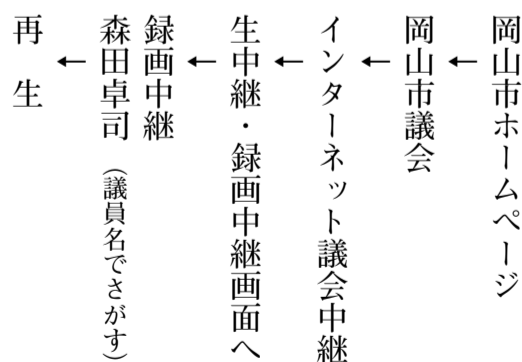 岡山市ホームページ
←
岡山市議会
←
インターネット議会中継
←
生中継・録画中継画面へ
←
録画中継
森田卓司（議員名でさがす）
←
再生